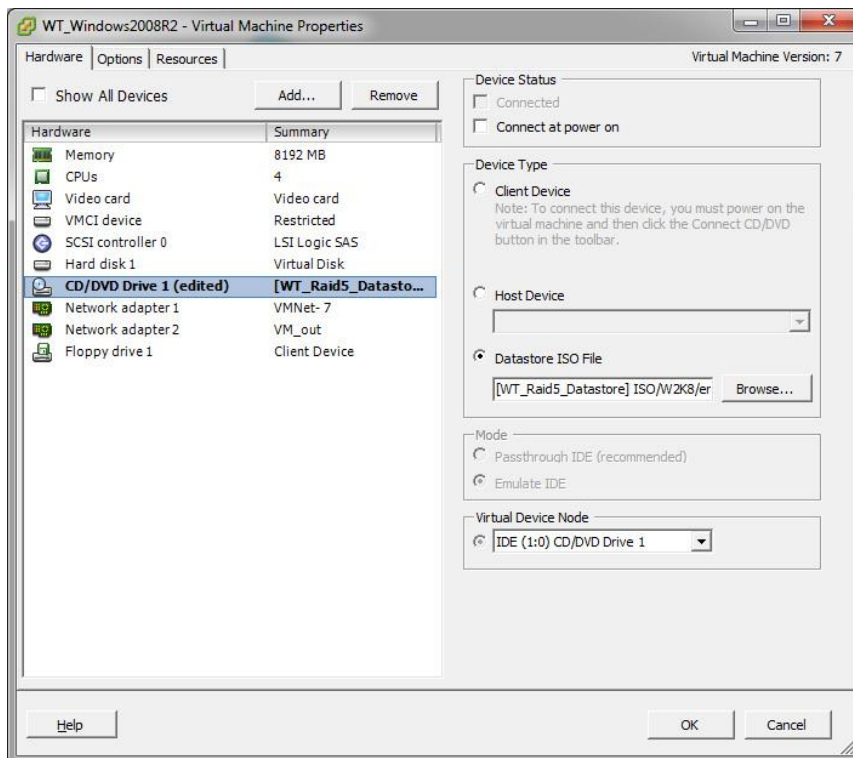 WT_Windows2008R2 - Virtual Machine Properties
Hardware Options Resources
Virtual Machine Version: 7
Show All Devices
Add...
Remove
Hardware Summary
Memory 8192 MB
CPUs 4
Video card Video card
VMCI device Restricted
SCSI controller 0 LSI Logic SAS
Hard disk 1 Virtual Disk
CD/DVD Drive 1 (edited) [WT_Raid5_Datasto...
Network adapter 1 VMNet- 7
Network adapter 2 VM_out
Floppy drive 1 Client Device
Device Status
Connected
Connect at power on
Device Type
Client Device
Note: To connect this device, you must power on the
virtual machine and then click the Connect CD/DVD
button in the toolbar.
Host Device
Datastore ISO File
[WT_Raid5_Datastore] ISO/W2K8/er
Browse...
Mode
Passthrough IDE (recommended)
Emulate IDE
Virtual Device Node
IDE (1:0) CD/DVD Drive 1
Help
OK
Cancel